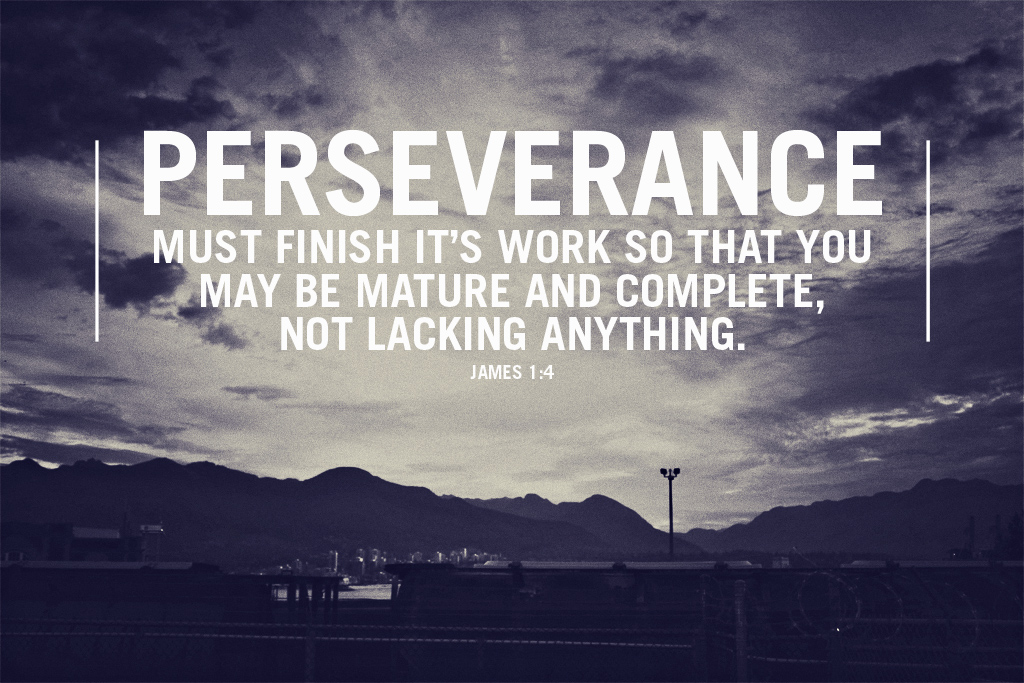 PERSEVERANCE
MUST FINISH IT’S WORK SO THAT YOU
MAY BE MATURE AND COMPLETE,
NOT LACKING ANYTHING.
JAMES 1:4